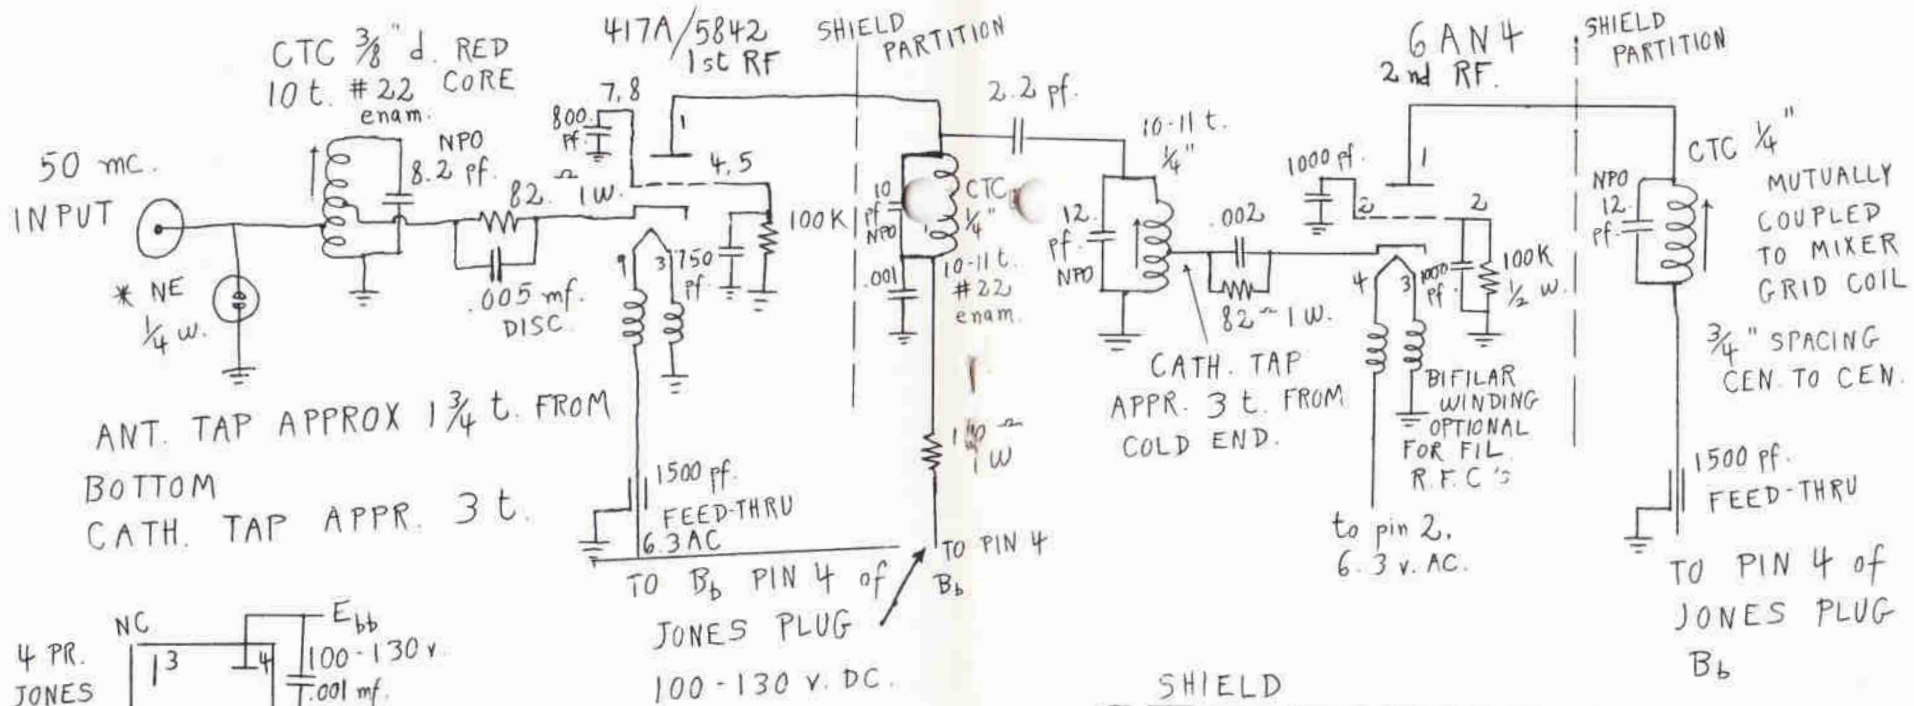 CTC 3/8" d. RED
10 t. #22 CORE
enam.
417A/5842
1st RF
SHIELD
PARTITION
6AN4
2nd RF.
SHIELD
PARTITION
50 mc.
INPUT
NPO
8.2 pf.
82 Ω 1 W.
.005 mf.
DISC.
* NE
1/4 w.
800
pf
7,8
1
4,5
9
3
750
pf
100K
10
pf
NPO
CTC
1/4"
10-11 t.
#22
enam.
.001
2.2 pf.
10-11 t.
1/4"
12
pf.
NPO
.002
82 Ω 1 W.
1000 pf.
1
2
2
4
3
1000
pf
100K
1/2 W.
NPO
12
pf.
CTC 1/4"
MUTUALLY
COUPLED
TO MIXER
GRID COIL
3/4" SPACING
CEN. TO CEN.
ANT. TAP APPROX 1 3/4 t. FROM
BOTTOM
CATH. TAP APPR. 3 t.
1500 pf.
FEED-THRU
6.3 AC
Ω
1 W
TO PIN 4
Bb
TO Bb PIN 4 of
JONES PLUG
100-130 V. DC.
CATH. TAP
APPR. 3 t. FROM
COLD END.
BIFILAR
WINDING
OPTIONAL
FOR FIL.
R.F.C's
to pin 2,
6.3 v. AC.
1500 pf.
FEED-THRU
TO PIN 4 of
JONES PLUG
Bb
NC
4 PR.
JONES
3
4
Ebb
100-130 v.
.001 mf.
SHIELD